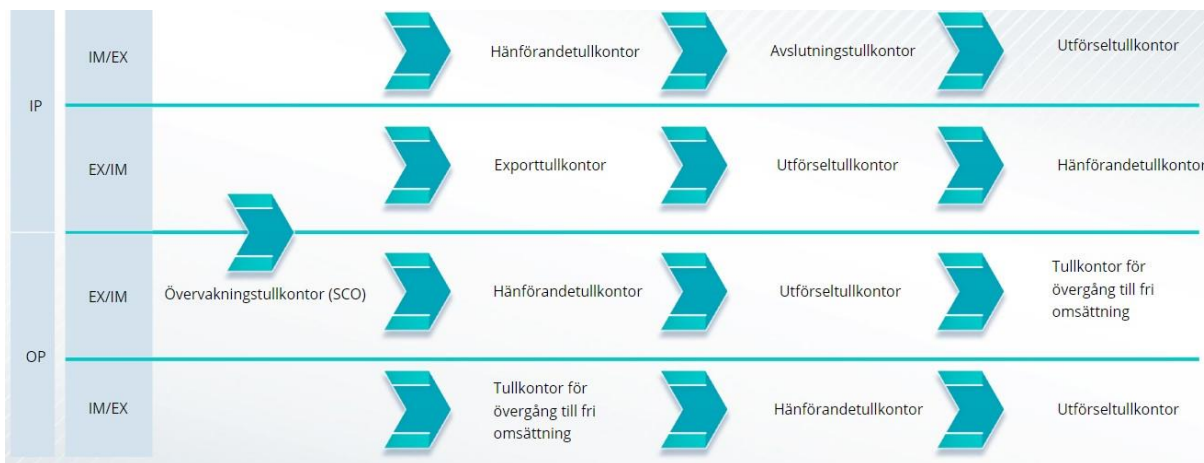 IP
IM/EX
Hänförandetullkontor
Avslutningstullkontor
Utförseltullkontor
EX/IM
Exporttullkontor
Utförseltullkontor
Hänförandetullkontor
Övervakningstullkontor (SCO)
OP
EX/IM
Hänförandetullkontor
Utförseltullkontor
Tullkontor för
övergång till fri
omsättning
IM/EX
Tullkontor för
övergång till fri
omsättning
Hänförandetullkontor
Utförseltullkontor